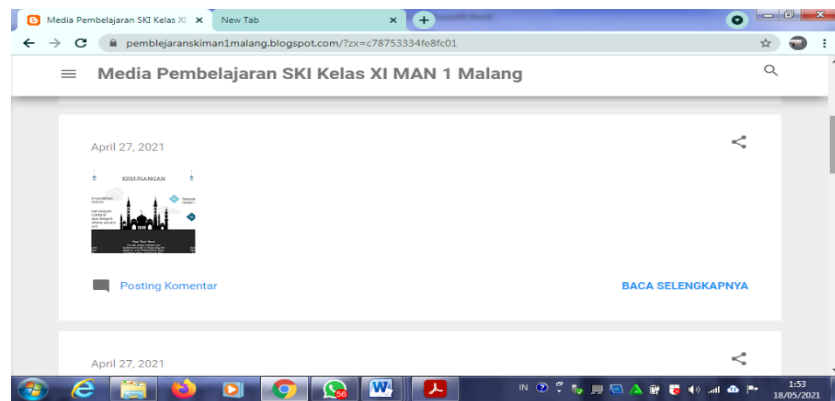 Media Pembelajaran SKI Kelas XI
New Tab
pemblejaranskiman1malang.blogspot.com/?zx=c78753334fe8fc01
Media Pembelajaran SKI Kelas XI MAN 1 Malang
April 27, 2021
Posting Komentar
BACA SELENGKAPNYA
April 27, 2021
56
IN
1:53
18/05/2021